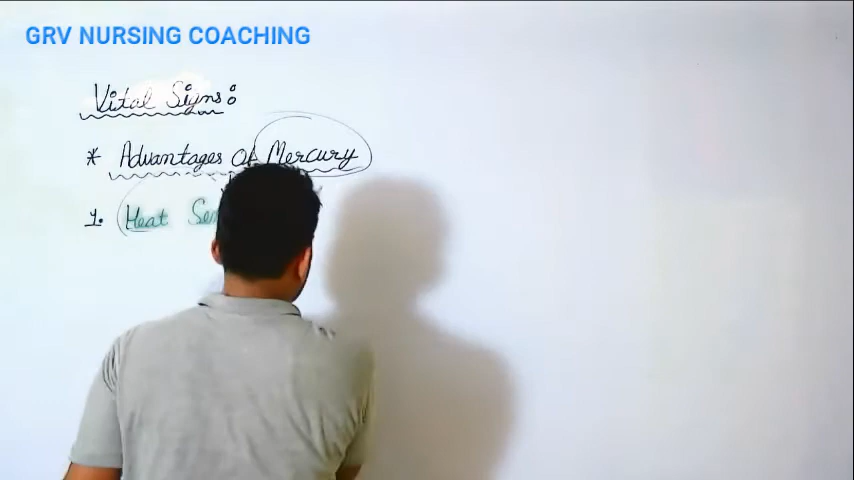 GRV NURSING COACHING
Vital Signs:
* Advantages of Mercury
1. Heat